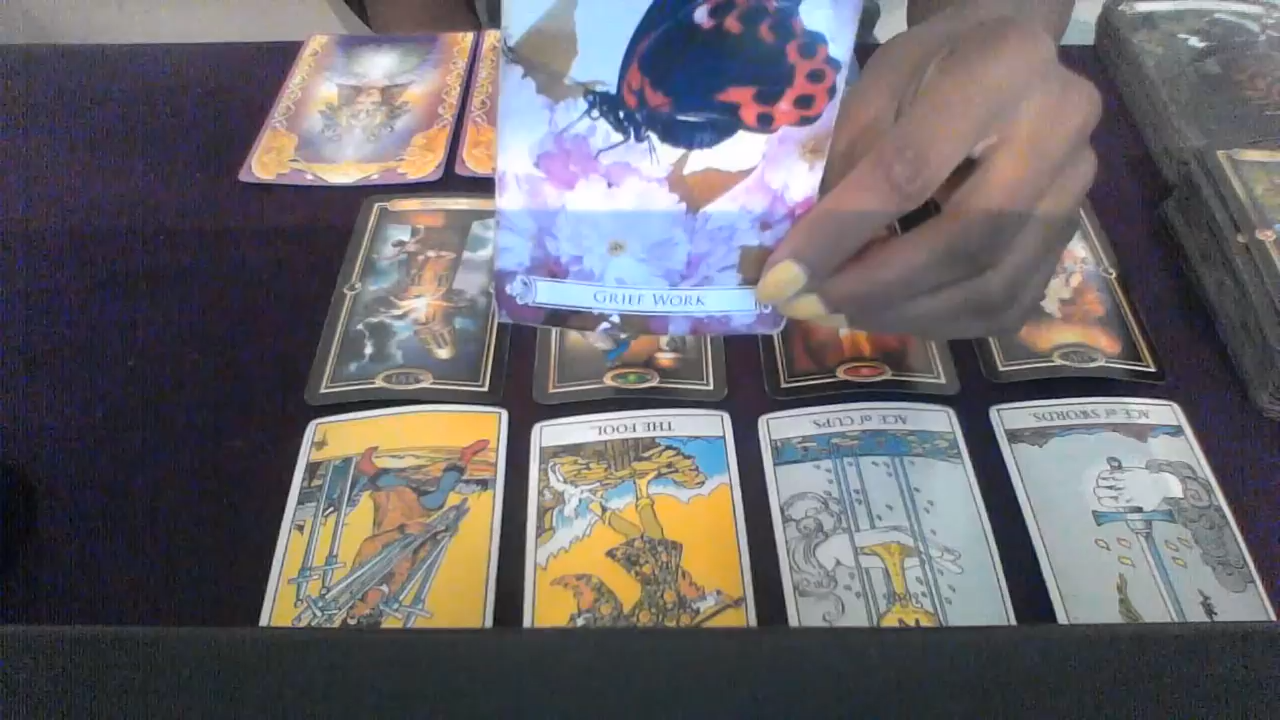 GRIEF WORK
THE FOOL.
ACE of CUPS.
ACE of SWORDS.